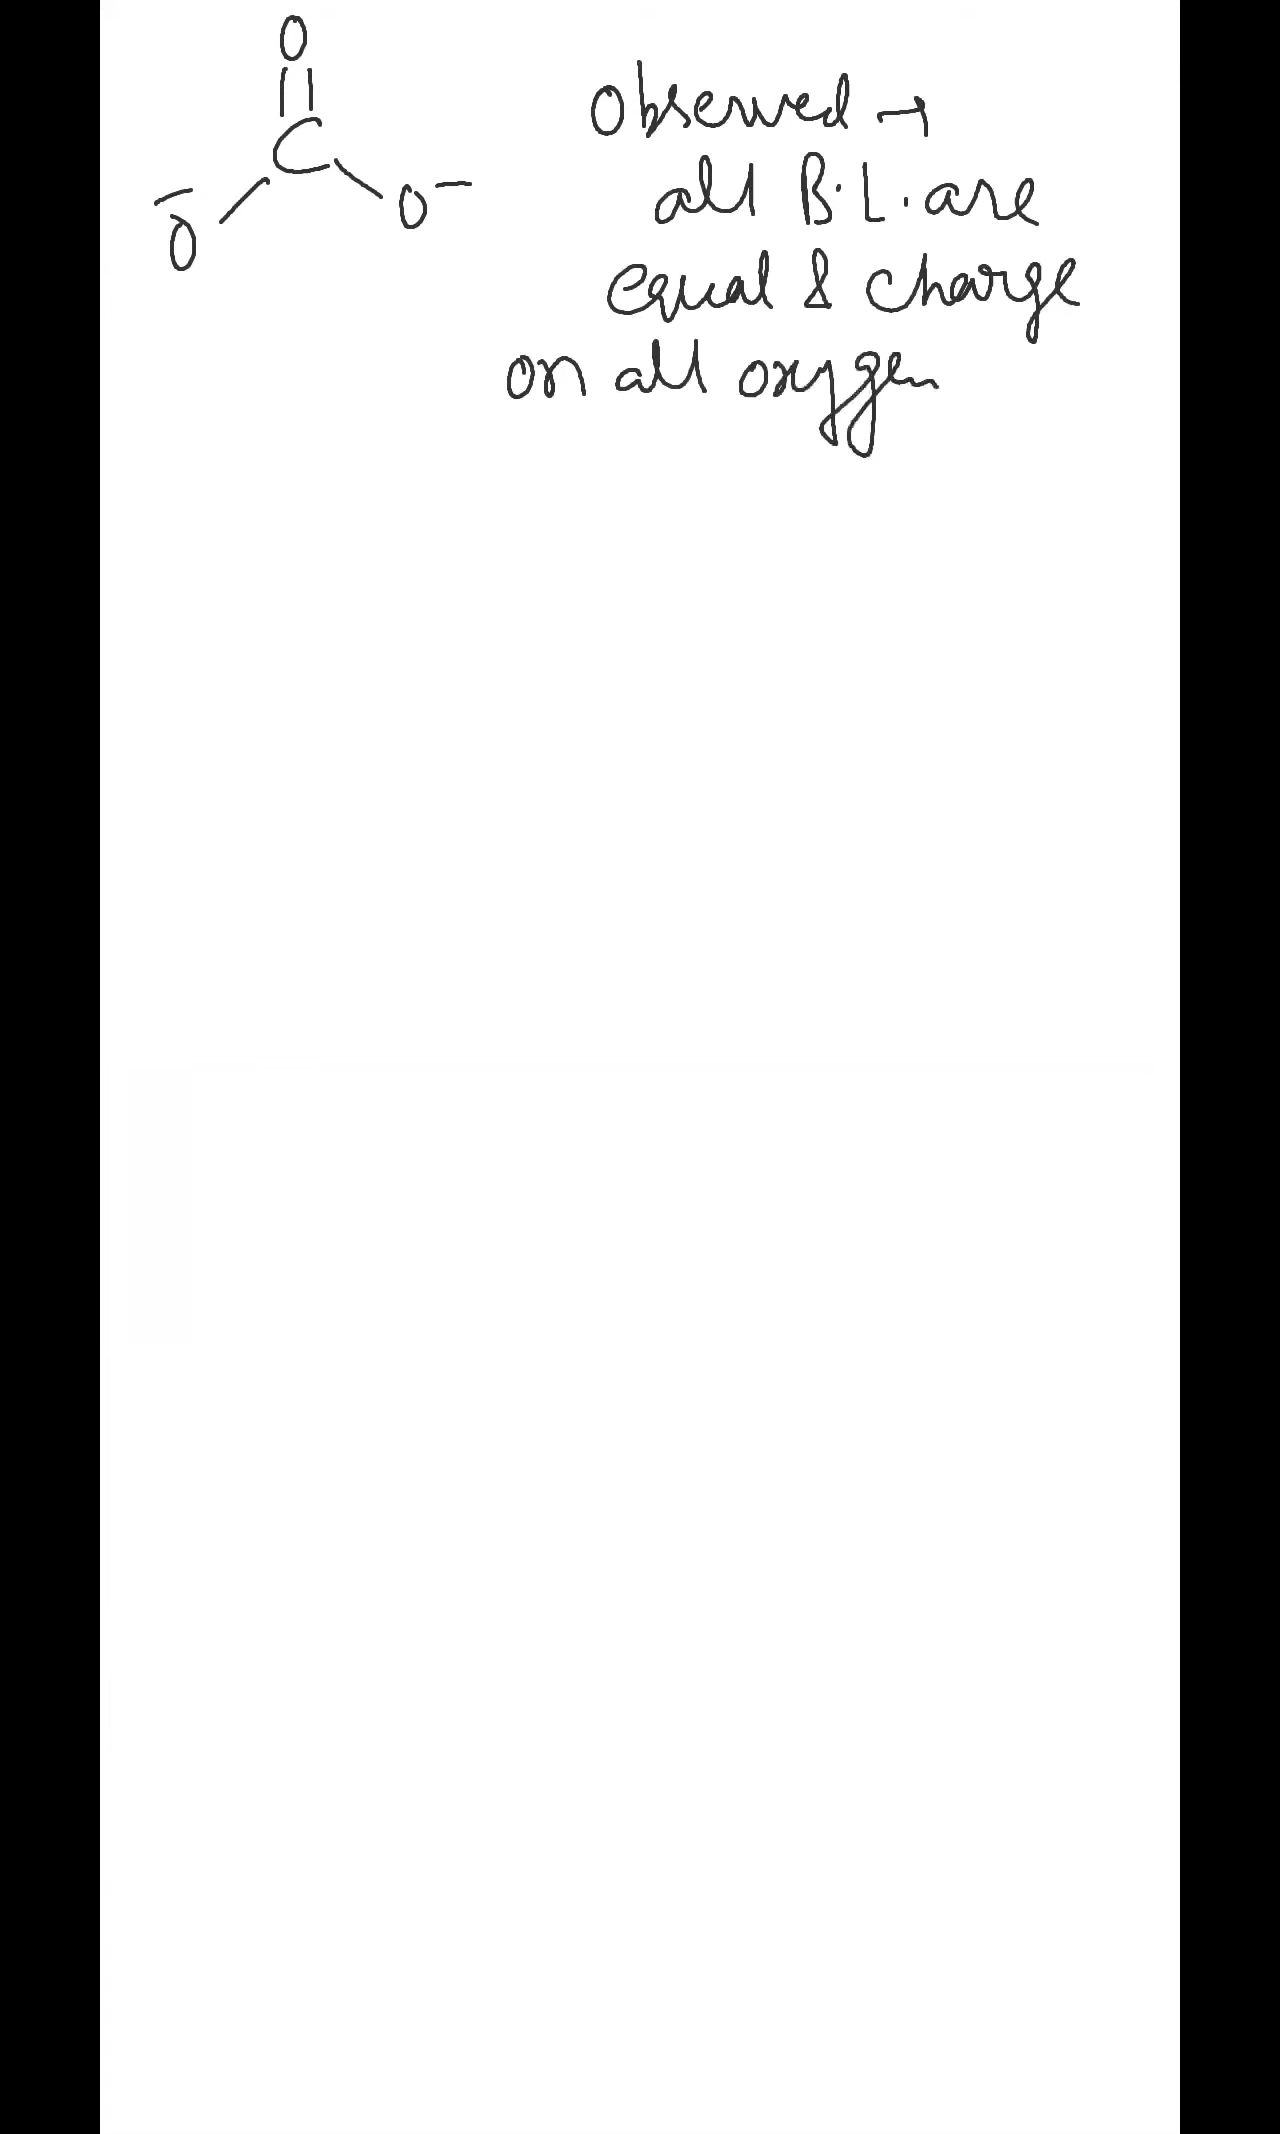 O
C
O⁻ O⁻
Observed →
all B.L. are
equal & charge
on all oxygen